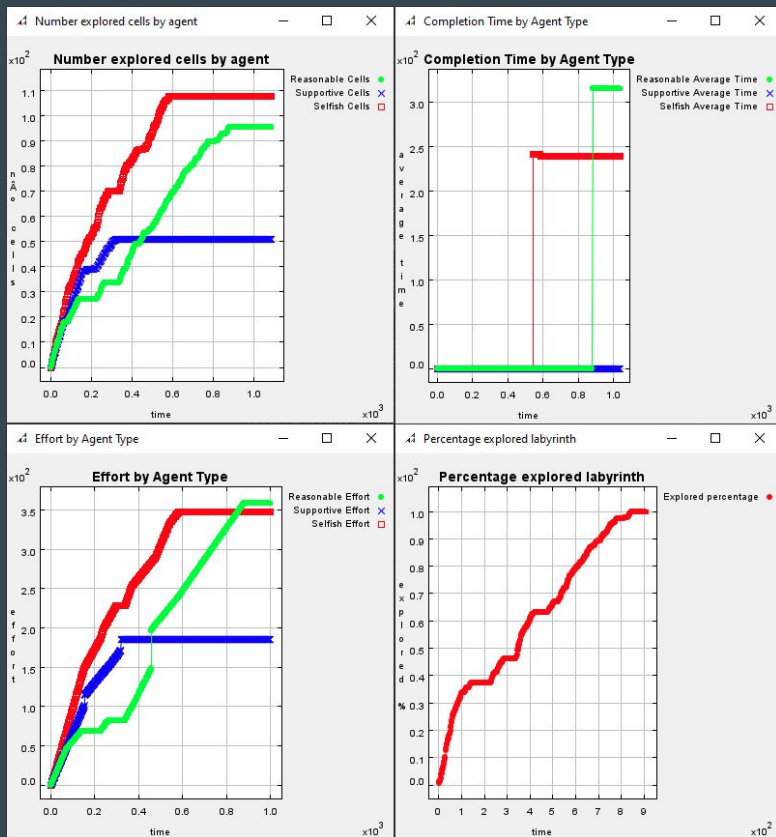 Number explored cells by agent
Number explored cells by agent
x10²
Reasonable Cells
Supportive Cells
Selfish Cells
1.1
1.0
0.9
0.8
0.7
0.6
0.5
0.4
0.3
0.2
0.1
0.0
nÂo cells
0.0 0.2 0.4 0.6 0.8 1.0
time
x10³
Completion Time by Agent Type
Completion Time by Agent Type
x10²
Reasonable Average Time
Supportive Average Time
Selfish Average Time
3.0
2.5
2.0
1.5
1.0
0.5
0.0
average time
0.0 0.2 0.4 0.6 0.8 1.0
time
x10³
Effort by Agent Type
Effort by Agent Type
x10²
Reasonable Effort
Supportive Effort
Selfish Effort
3.5
3.0
2.5
2.0
1.5
1.0
0.5
0.0
effort
0.0 0.2 0.4 0.6 0.8 1.0
time
x10³
Percentage explored labyrinth
Percentage explored labyrinth
x10²
Explored percentage
1.0
0.9
0.8
0.7
0.6
0.5
0.4
0.3
0.2
0.1
0.0
explored %
0 1 2 3 4 5 6 7 8 9
time
x10²